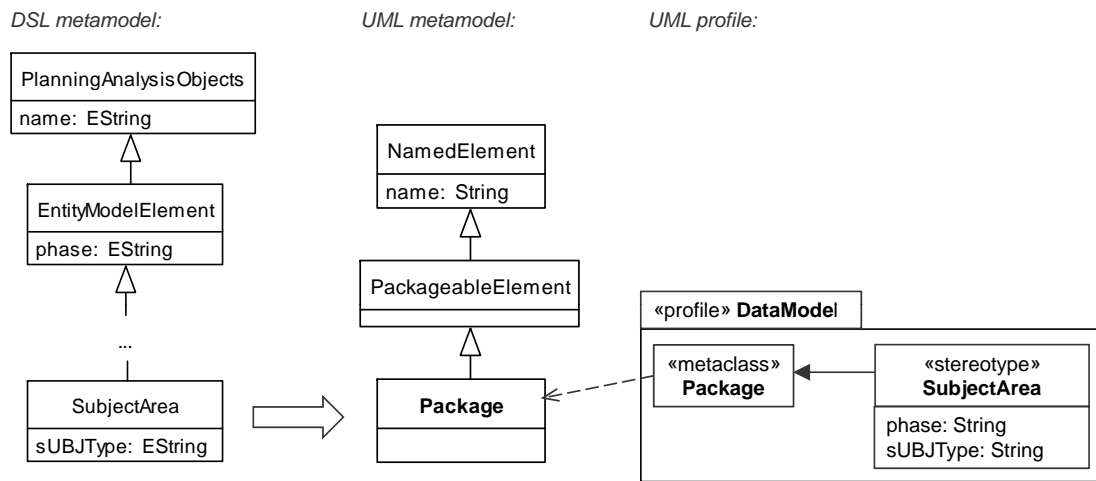 DSL metamodel:
UML metamodel:
UML profile:
PlanningAnalysisObjects
name: EString
EntityModelElement
phase: EString
...
SubjectArea
sUBJType: EString
NamedElement
name: String
PackageableElement
Package
«profile» DataModel
«metaclass»
Package
«stereotype»
SubjectArea
phase: String
sUBJType: String